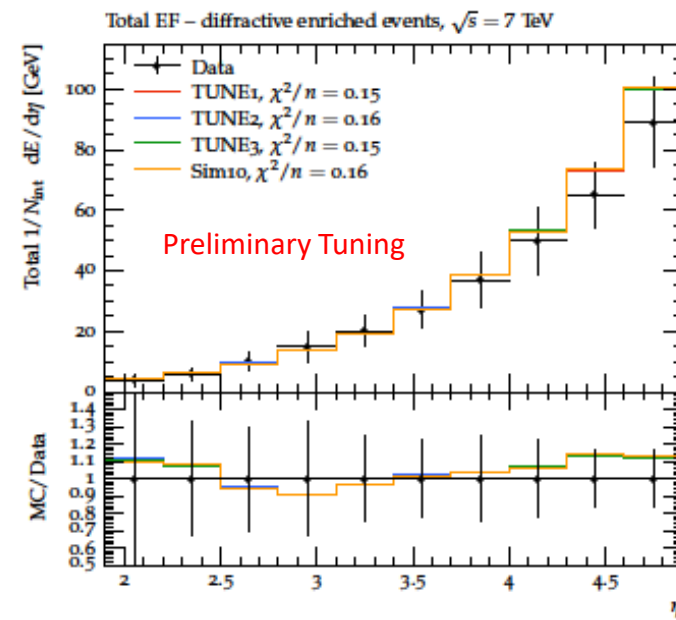 Total EF – diffractive enriched events, √s = 7 TeV
Total 1/N_int dE/dη [GeV]
Data
TUNE1, χ²/n = 0.15
TUNE2, χ²/n = 0.16
TUNE3, χ²/n = 0.15
Sim10, χ²/n = 0.16
Preliminary Tuning
100
80
60
40
20
0
MC/Data
1.4
1.3
1.2
1.1
1
0.9
0.8
0.7
0.6
0.5
2 2.5 3 3.5 4 4.5
η